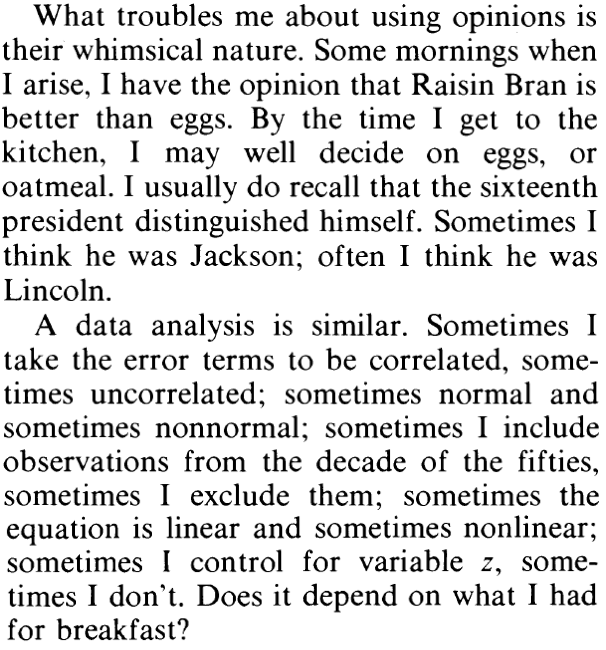 What troubles me about using opinions is
their whimsical nature. Some mornings when
I arise, I have the opinion that Raisin Bran is
better than eggs. By the time I get to the
kitchen, I may well decide on eggs, or
oatmeal. I usually do recall that the sixteenth
president distinguished himself. Sometimes I
think he was Jackson; often I think he was
Lincoln.
A data analysis is similar. Sometimes I
take the error terms to be correlated, some-
times uncorrelated; sometimes normal and
sometimes nonnormal; sometimes I include
observations from the decade of the fifties,
sometimes I exclude them; sometimes the
equation is linear and sometimes nonlinear;
sometimes I control for variable z, some-
times I don't. Does it depend on what I had
for breakfast?